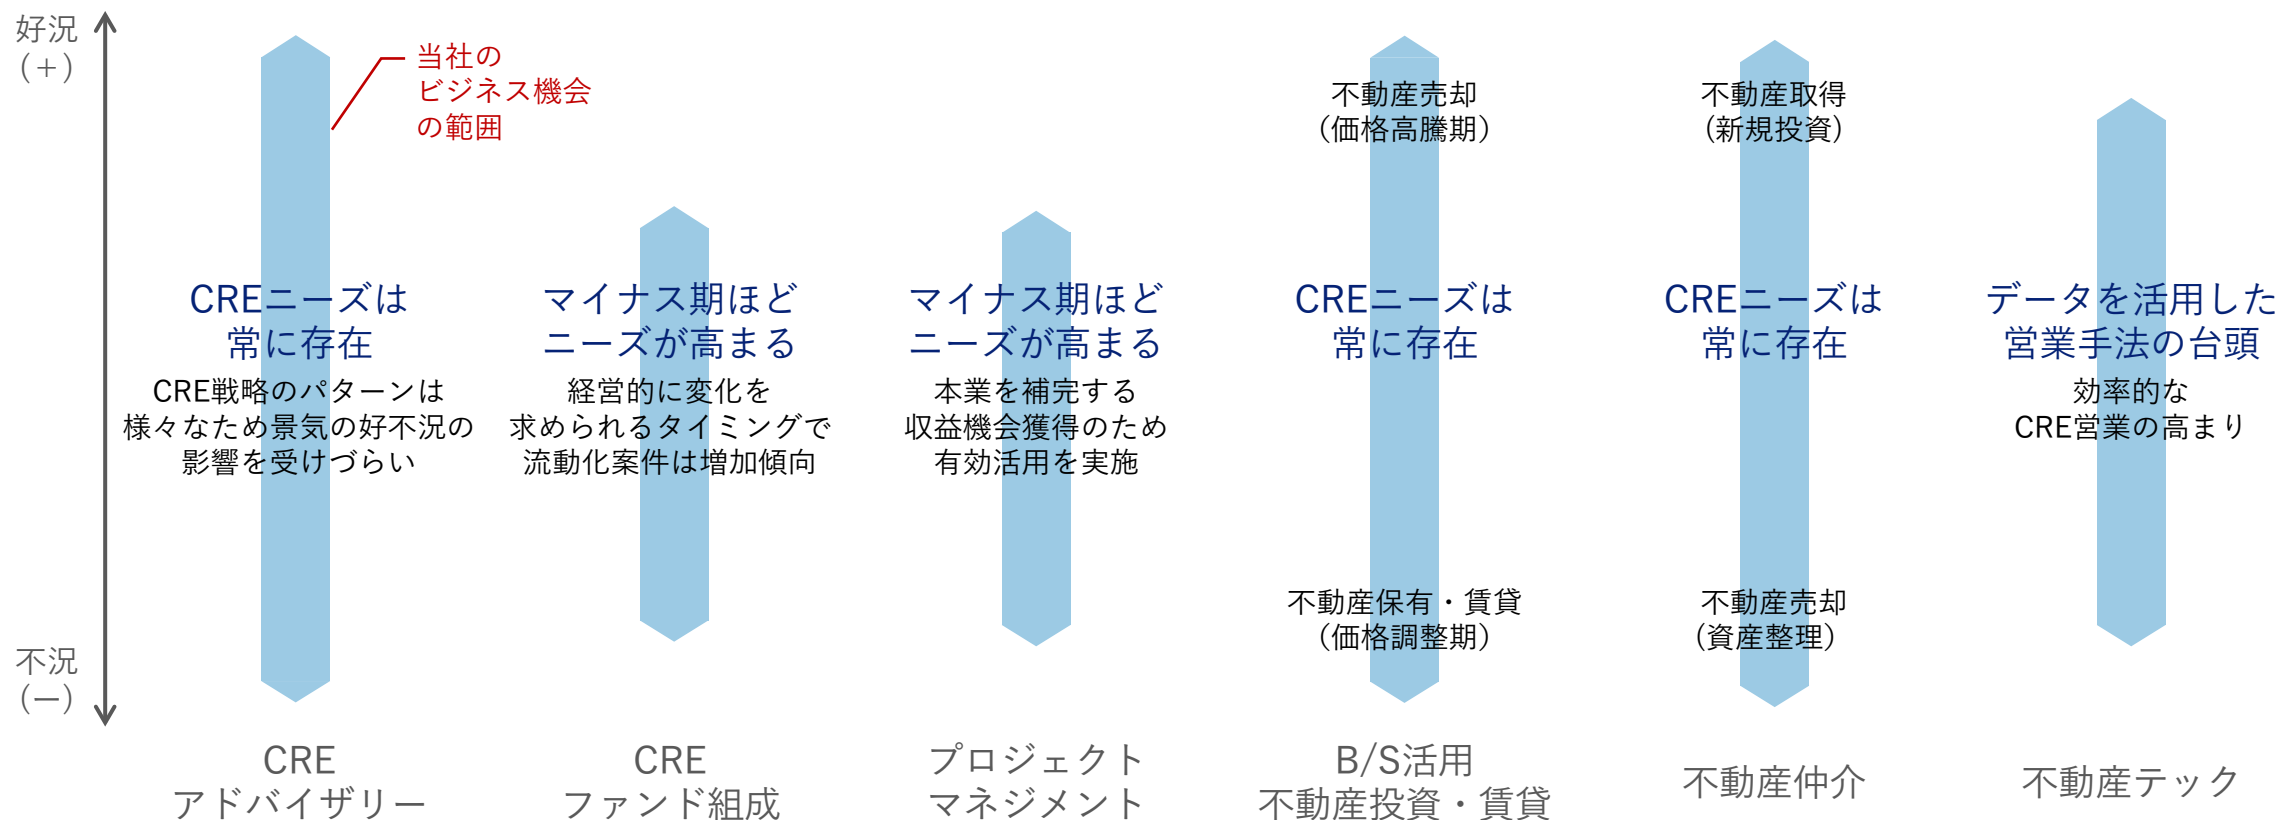 好況
(＋)
当社の
ビジネス機会
の範囲
CREニーズは
常に存在
CRE戦略のパターンは
様々なため景気の好不況の
影響を受けづらい
マイナス期ほど
ニーズが高まる
経営的に変化を
求められるタイミングで
流動化案件は増加傾向
マイナス期ほど
ニーズが高まる
本業を補完する
収益機会獲得のため
有効活用を実施
不動産売却
(価格高騰期)
CREニーズは
常に存在
不動産保有・賃貸
(価格調整期)
不動産取得
(新規投資)
CREニーズは
常に存在
不動産売却
(資産整理)
データを活用した
営業手法の台頭
効率的な
CRE営業の高まり
不況
(ー)
CRE
アドバイザリー
CRE
ファンド組成
プロジェクト
マネジメント
B/S活用
不動産投資・賃貸
不動産仲介
不動産テック